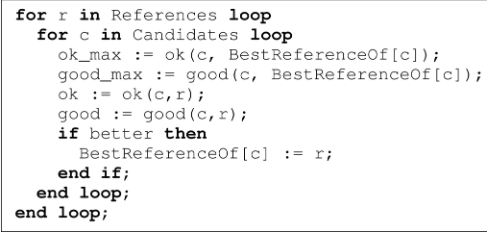 for r in References loop
  for c in Candidates loop
    ok_max := ok(c, BestReferenceOf[c]);
    good_max := good(c, BestReferenceOf[c]);
    ok := ok(c,r);
    good := good(c,r);
    if better then
      BestReferenceOf[c] := r;
    end if;
  end loop;
end loop;